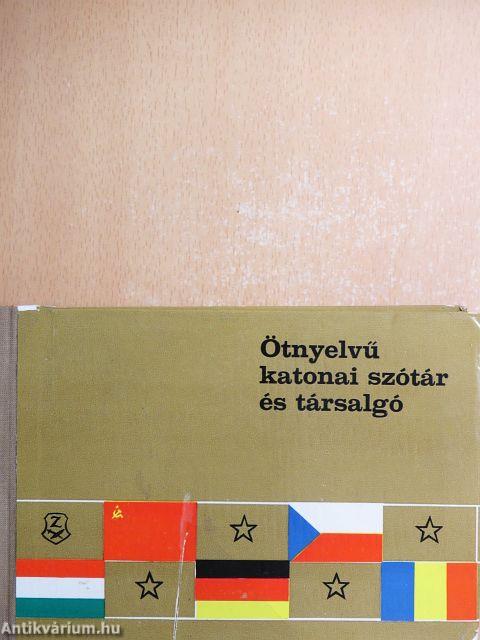 Ötnyelvű
katonai szótár
és társalgó
Z
Antikvárium.hu